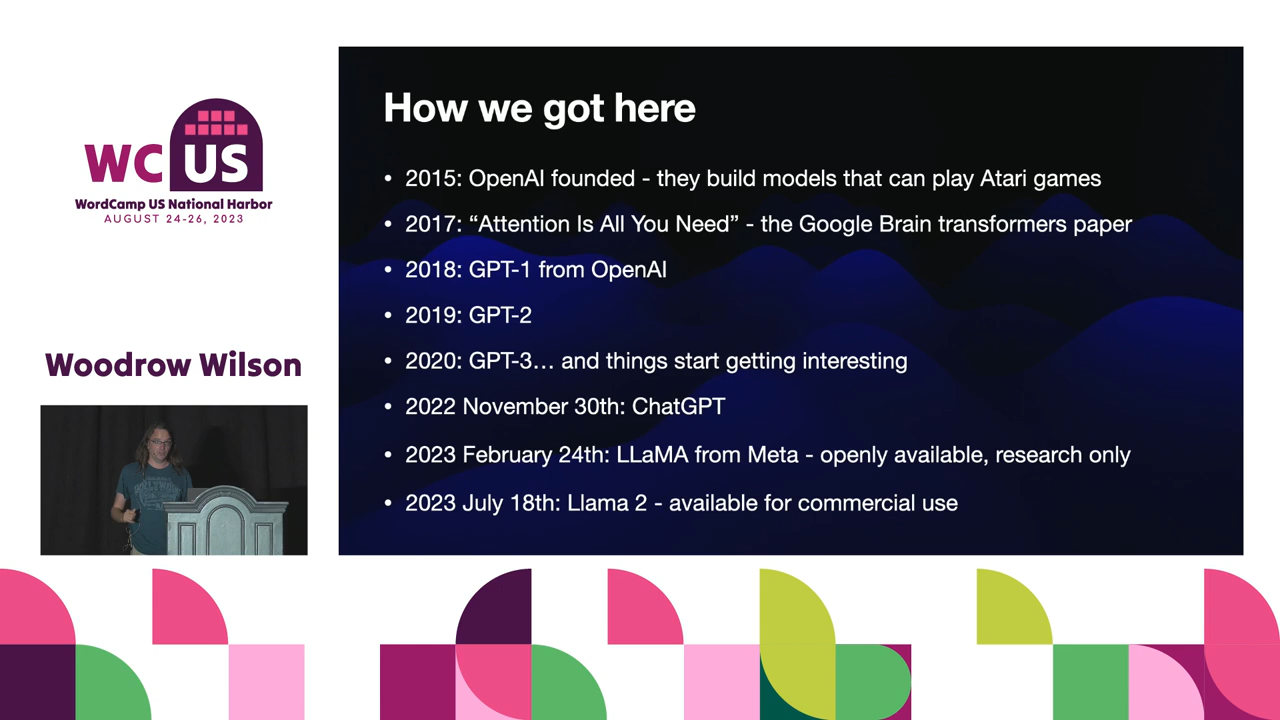 WC US
WordCamp US National Harbor
AUGUST 24-26, 2023
Woodrow Wilson
How we got here
• 2015: OpenAI founded - they build models that can play Atari games
• 2017: “Attention Is All You Need” - the Google Brain transformers paper
• 2018: GPT-1 from OpenAI
• 2019: GPT-2
• 2020: GPT-3… and things start getting interesting
• 2022 November 30th: ChatGPT
• 2023 February 24th: LLaMA from Meta - openly available, research only
• 2023 July 18th: Llama 2 - available for commercial use